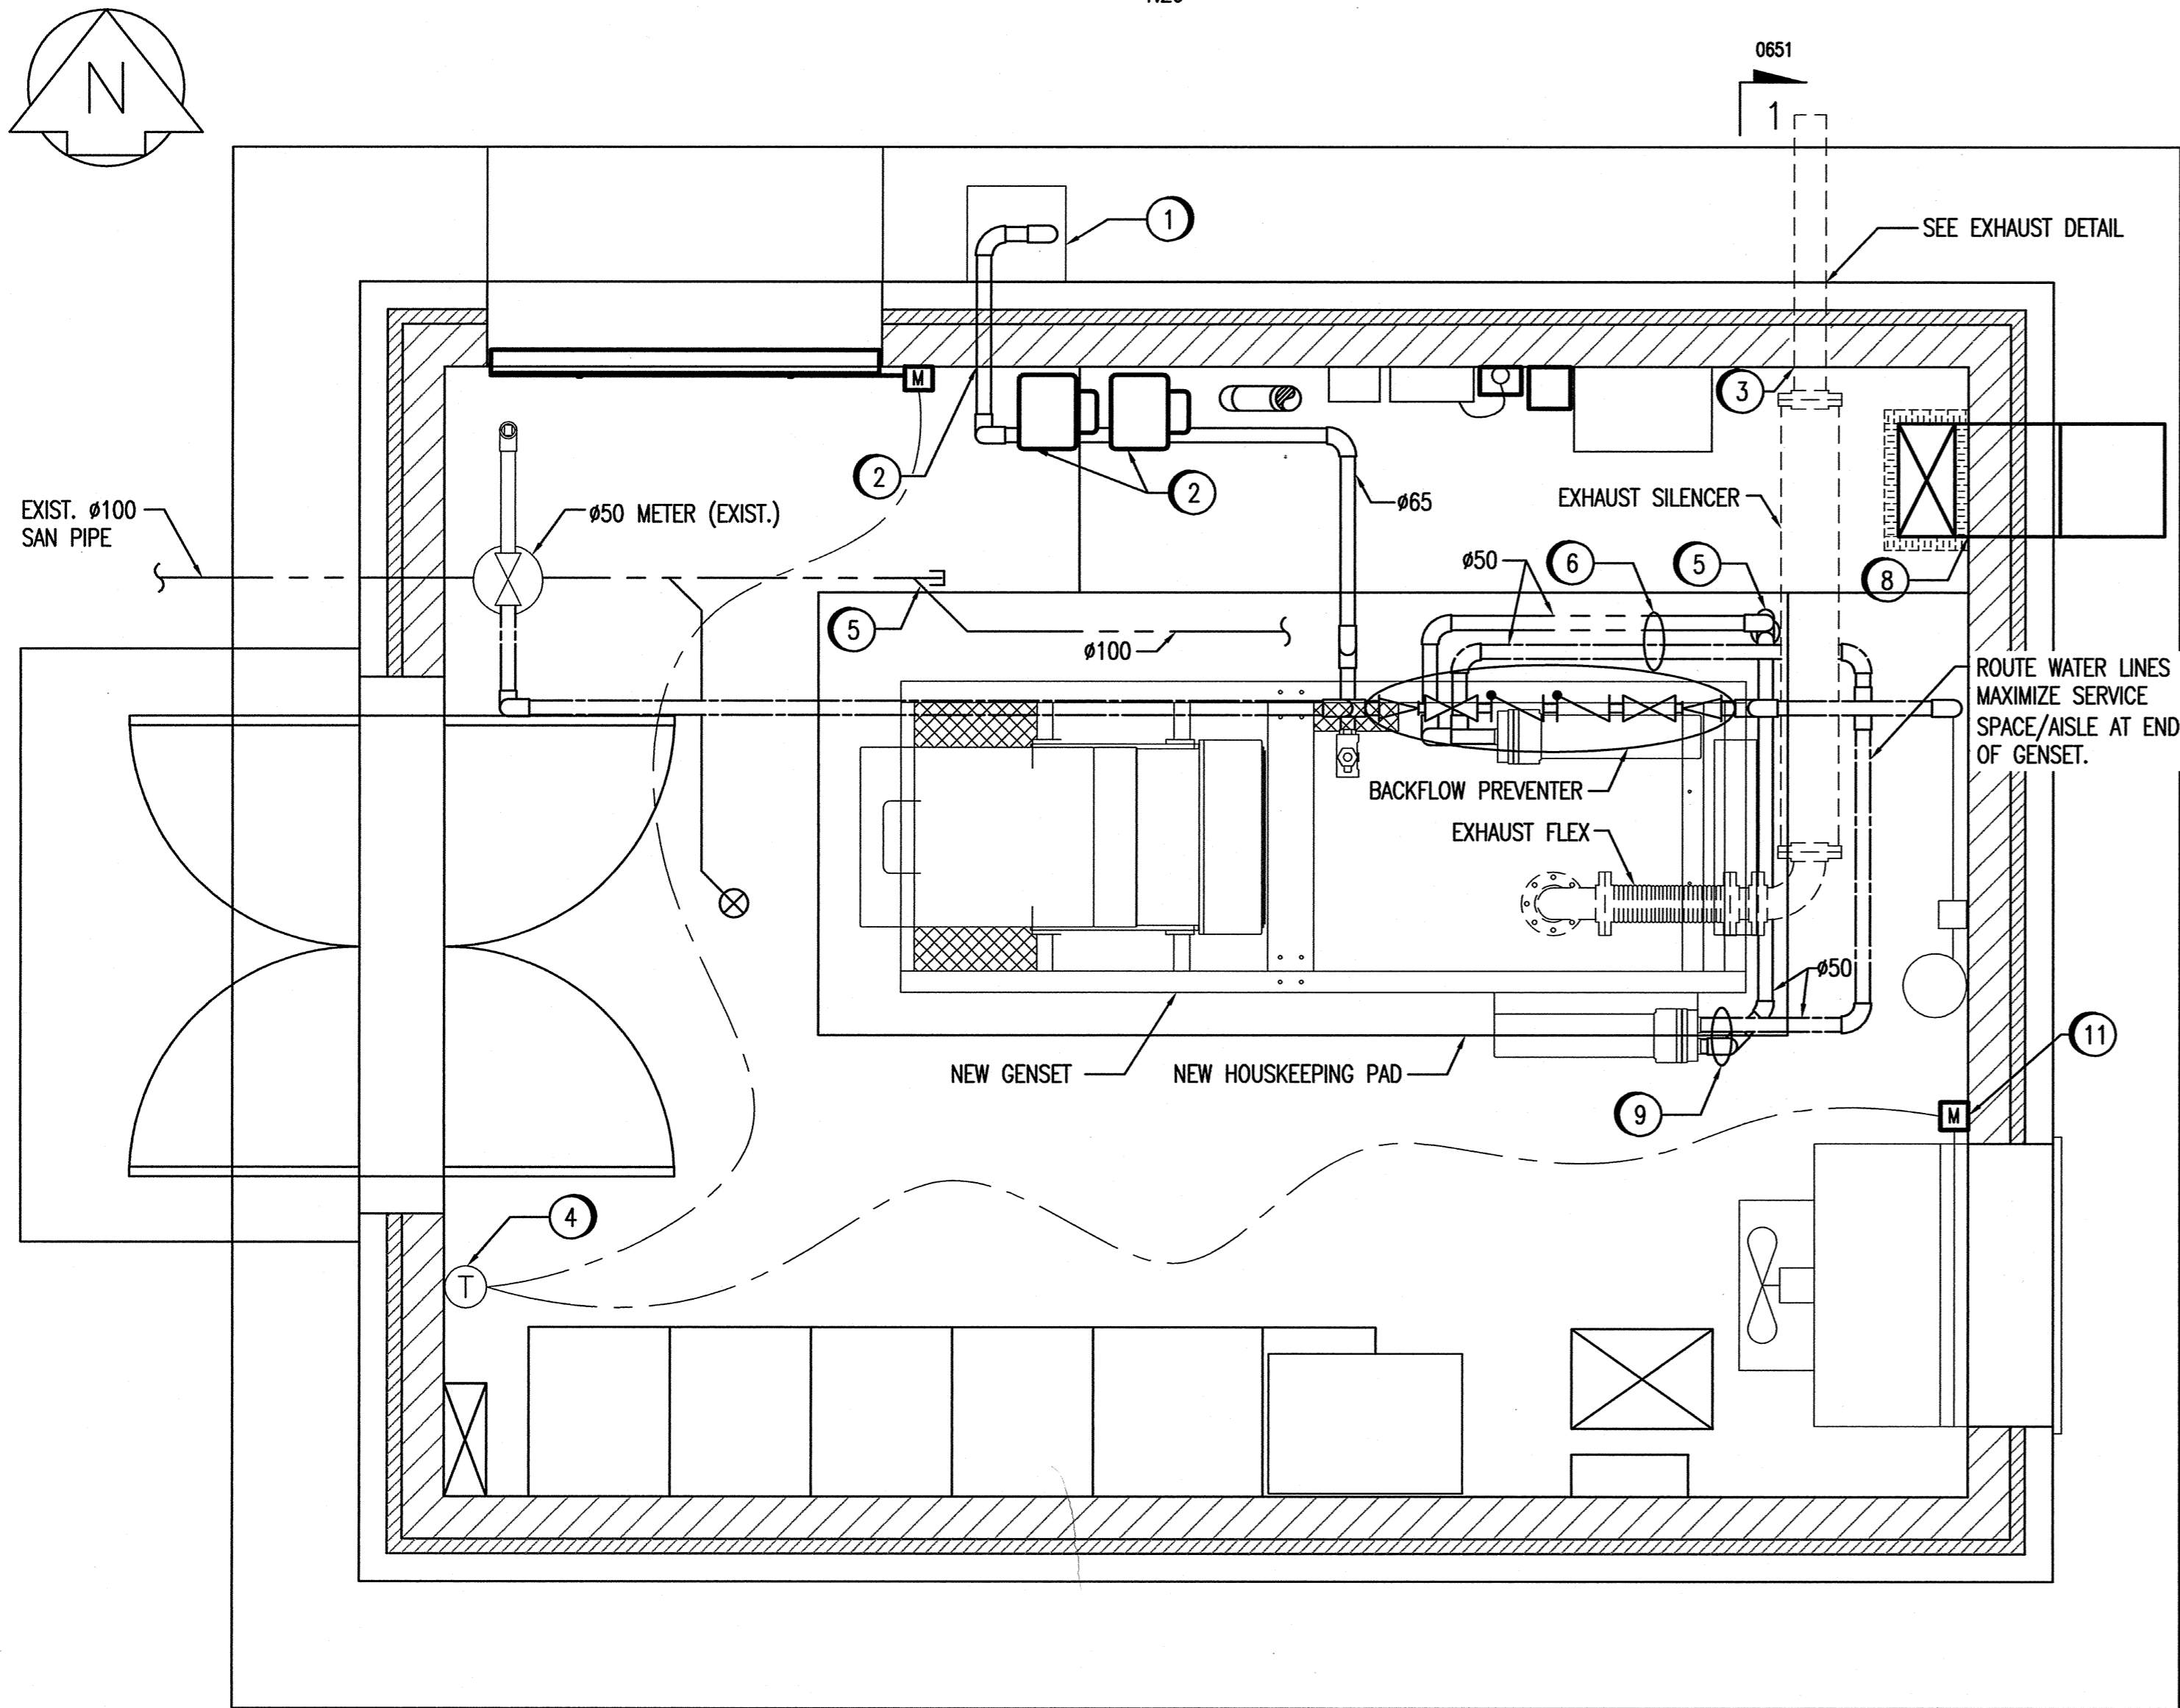 N
0651
1
1
SEE EXHAUST DETAIL
M
3
2
2
EXIST. ø100
SAN PIPE
ø50 METER (EXIST.)
ø65
EXHAUST SILENCER
ø50
6
5
8
5
ø100
ROUTE WATER LINES
MAXIMIZE SERVICE
SPACE/AISLE AT END
OF GENSET.
BACKFLOW PREVENTER
EXHAUST FLEX
ø50
NEW GENSET
NEW HOUSKEEPING PAD
9
11
M
4
T